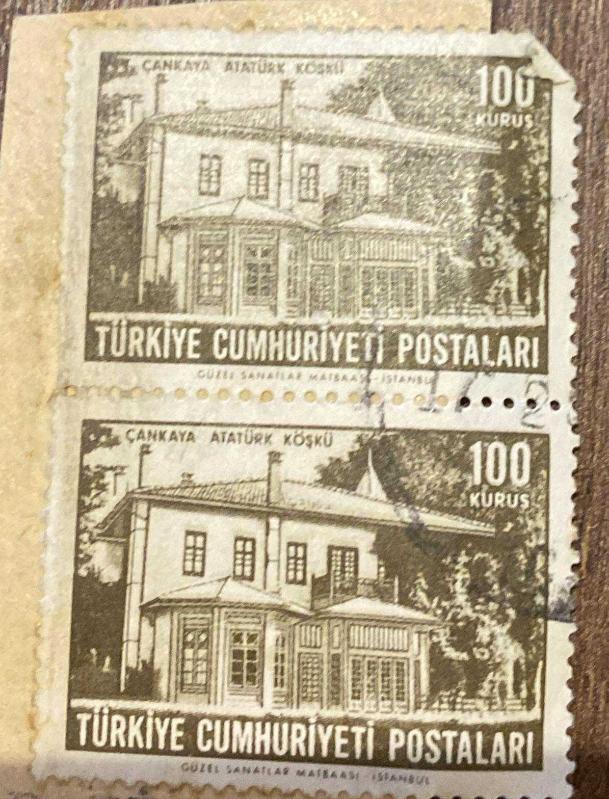 ÇANKAYA ATATÜRK KÖŞKÜ
100
KURUŞ
TÜRKİYE CUMHURİYETİ POSTALARI
GÜZEL SANATLAR MATBAASI - İSTANBUL
ÇANKAYA ATATÜRK KÖŞKÜ
100
KURUŞ
TÜRKİYE CUMHURİYETİ POSTALARI
GÜZEL SANATLAR MATBAASI - İSTANBUL